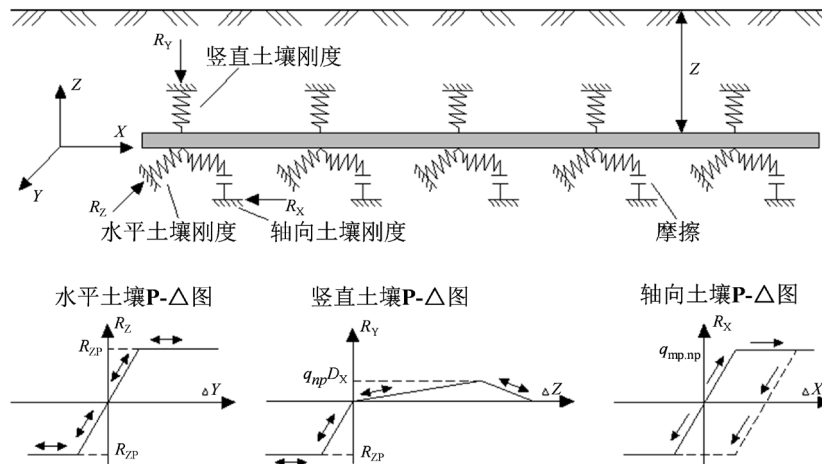 R_Y
竖直土壤刚度
Z
Z
X
Y
R_Z
R_X
水平土壤刚度
轴向土壤刚度
摩擦
水平土壤P-△图
竖直土壤P-△图
轴向土壤P-△图
R_Z
R_Y
R_X
R_ZP
q_npD_X
q_mp.np
△Y
△Z
△X
R_ZP
R_ZP